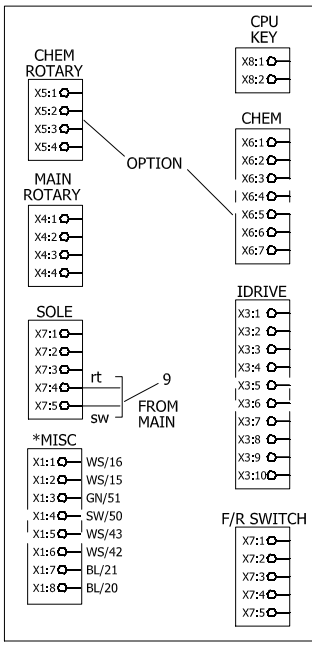 CHEM
ROTARY
X5:1
X5:2
X5:3
X5:4
OPTION
MAIN
ROTARY
X4:1
X4:2
X4:3
X4:4
SOLE
X7:1
X7:2
X7:3
X7:4 rt
X7:5 sw
9
FROM
MAIN
*MISC
X1:1 WS/16
X1:2 WS/15
X1:3 GN/51
X1:4 SW/50
X1:5 WS/43
X1:6 WS/42
X1:7 BL/21
X1:8 BL/20
CPU
KEY
X8:1
X8:2
CHEM
X6:1
X6:2
X6:3
X6:4
X6:5
X6:6
X6:7
IDRIVE
X3:1
X3:2
X3:3
X3:4
X3:5
X3:6
X3:7
X3:8
X3:9
X3:10
F/R SWITCH
X7:1
X7:2
X7:3
X7:4
X7:5